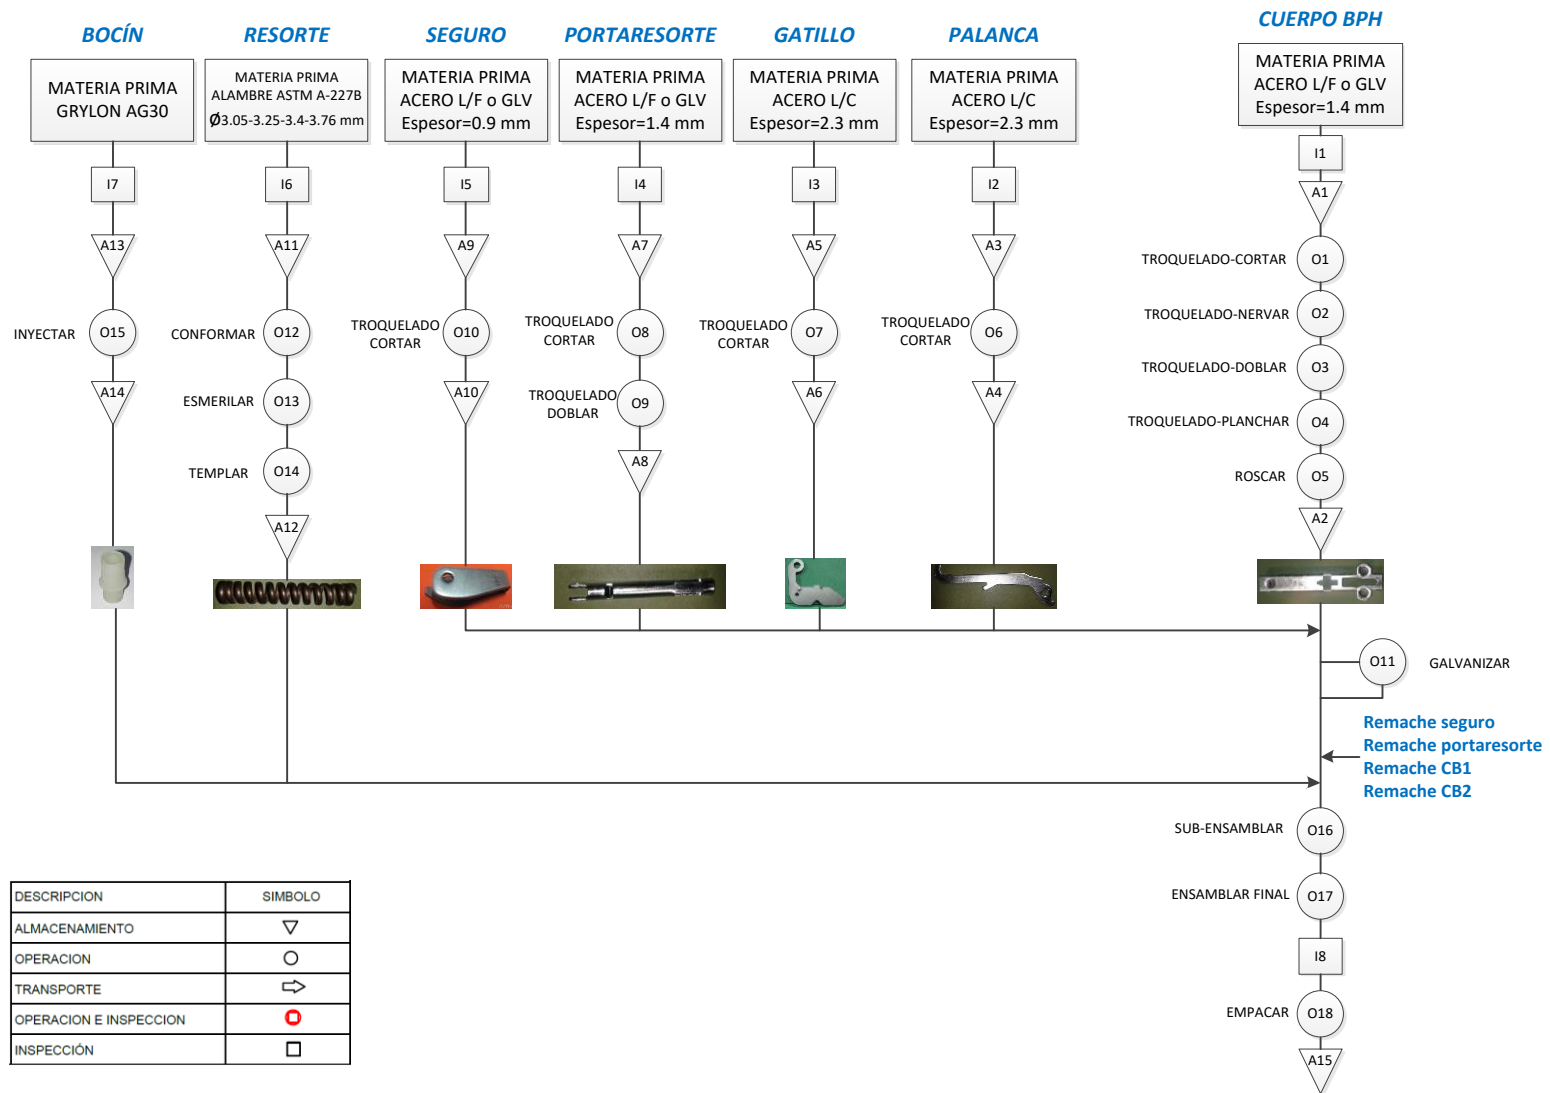 BOCÍN
RESORTE
SEGURO
PORTARESORTE
GATILLO
PALANCA
CUERPO BPH
MATERIA PRIMA
GRYLON AG30
MATERIA PRIMA
ALAMBRE ASTM A-227B
Ø3.05-3.25-3.4-3.76 mm
MATERIA PRIMA
ACERO L/F o GLV
Espesor=0.9 mm
MATERIA PRIMA
ACERO L/F o GLV
Espesor=1.4 mm
MATERIA PRIMA
ACERO L/C
Espesor=2.3 mm
MATERIA PRIMA
ACERO L/C
Espesor=2.3 mm
MATERIA PRIMA
ACERO L/F o GLV
Espesor=1.4 mm
I7
I6
I5
I4
I3
I2
I1
A13
A11
A9
A7
A5
A3
A1
INYECTAR
O15
CONFORMAR
O12
TROQUELADO
CORTAR
O10
TROQUELADO
CORTAR
O8
TROQUELADO
CORTAR
O7
TROQUELADO
CORTAR
O6
TROQUELADO-CORTAR
O1
TROQUELADO-NERVAR
O2
TROQUELADO-DOBLAR
O3
TROQUELADO-PLANCHAR
O4
ROSCAR
O5
A2
A14
ESMERILAR
O13
TEMPLAR
O14
A12
A10
TROQUELADO
DOBLAR
O9
A8
A6
A4
O11
GALVANIZAR
Remache seguro
Remache portaresorte
Remache CB1
Remache CB2
SUB-ENSAMBLAR
O16
ENSAMBLAR FINAL
O17
I8
EMPACAR
O18
A15
DESCRIPCION
SIMBOLO
ALMACENAMIENTO
OPERACION
TRANSPORTE
OPERACION E INSPECCION
INSPECCIÓN